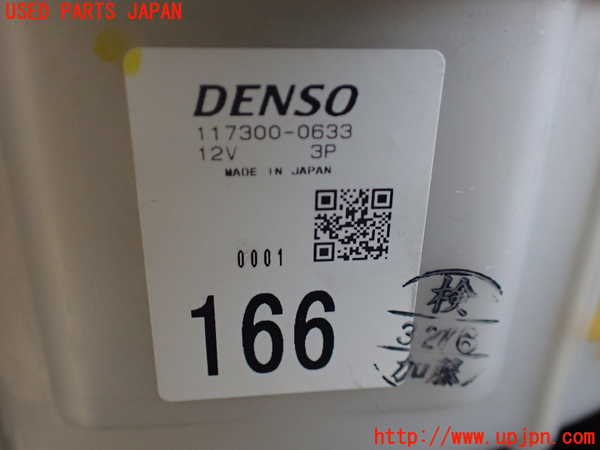 USED PARTS JAPAN
DENSO
117300-0633
12V 3P
MADE IN JAPAN
0001
166
検
加藤
http://www.upjpn.com/